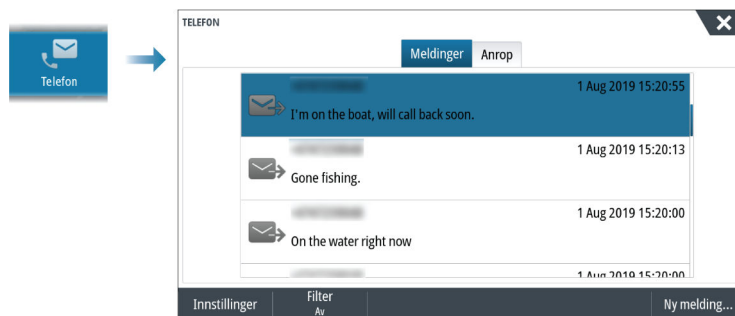 Telefon
TELEFON
Meldinger
Anrop
1 Aug 2019 15:20:55
I'm on the boat, will call back soon.
1 Aug 2019 15:20:13
Gone fishing.
1 Aug 2019 15:20:00
On the water right now
1 Aug 2019 15:20:00
Innstillinger
Filter
Av
Ny melding...